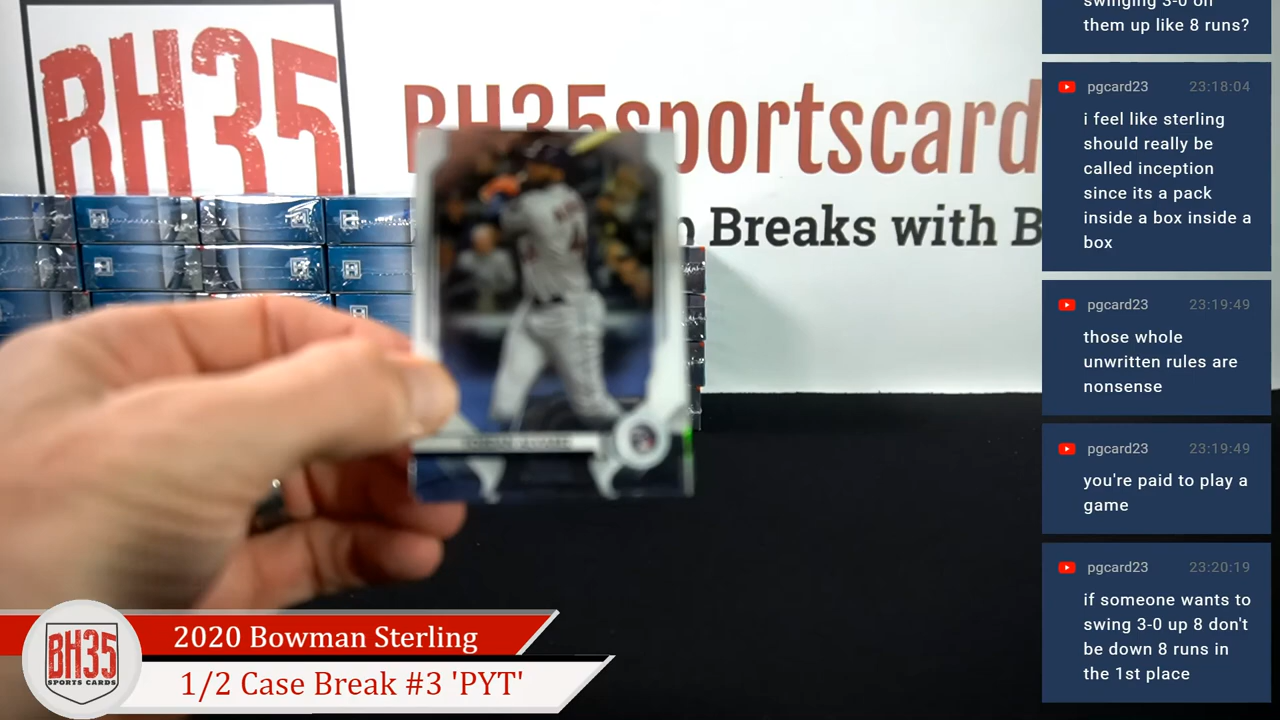 BH35
BH35sportscard
Breaks with B
swinging 3-0 on
them up like 8 runs?
pgcard23 23:18:04
i feel like sterling
should really be
called inception
since its a pack
inside a box inside a
box
pgcard23 23:19:49
those whole
unwritten rules are
nonsense
pgcard23 23:19:49
you're paid to play a
game
pgcard23 23:20:19
if someone wants to
swing 3-0 up 8 don't
be down 8 runs in
the 1st place
BH35
SPORTS CARDS
2020 Bowman Sterling
1/2 Case Break #3 'PYT'